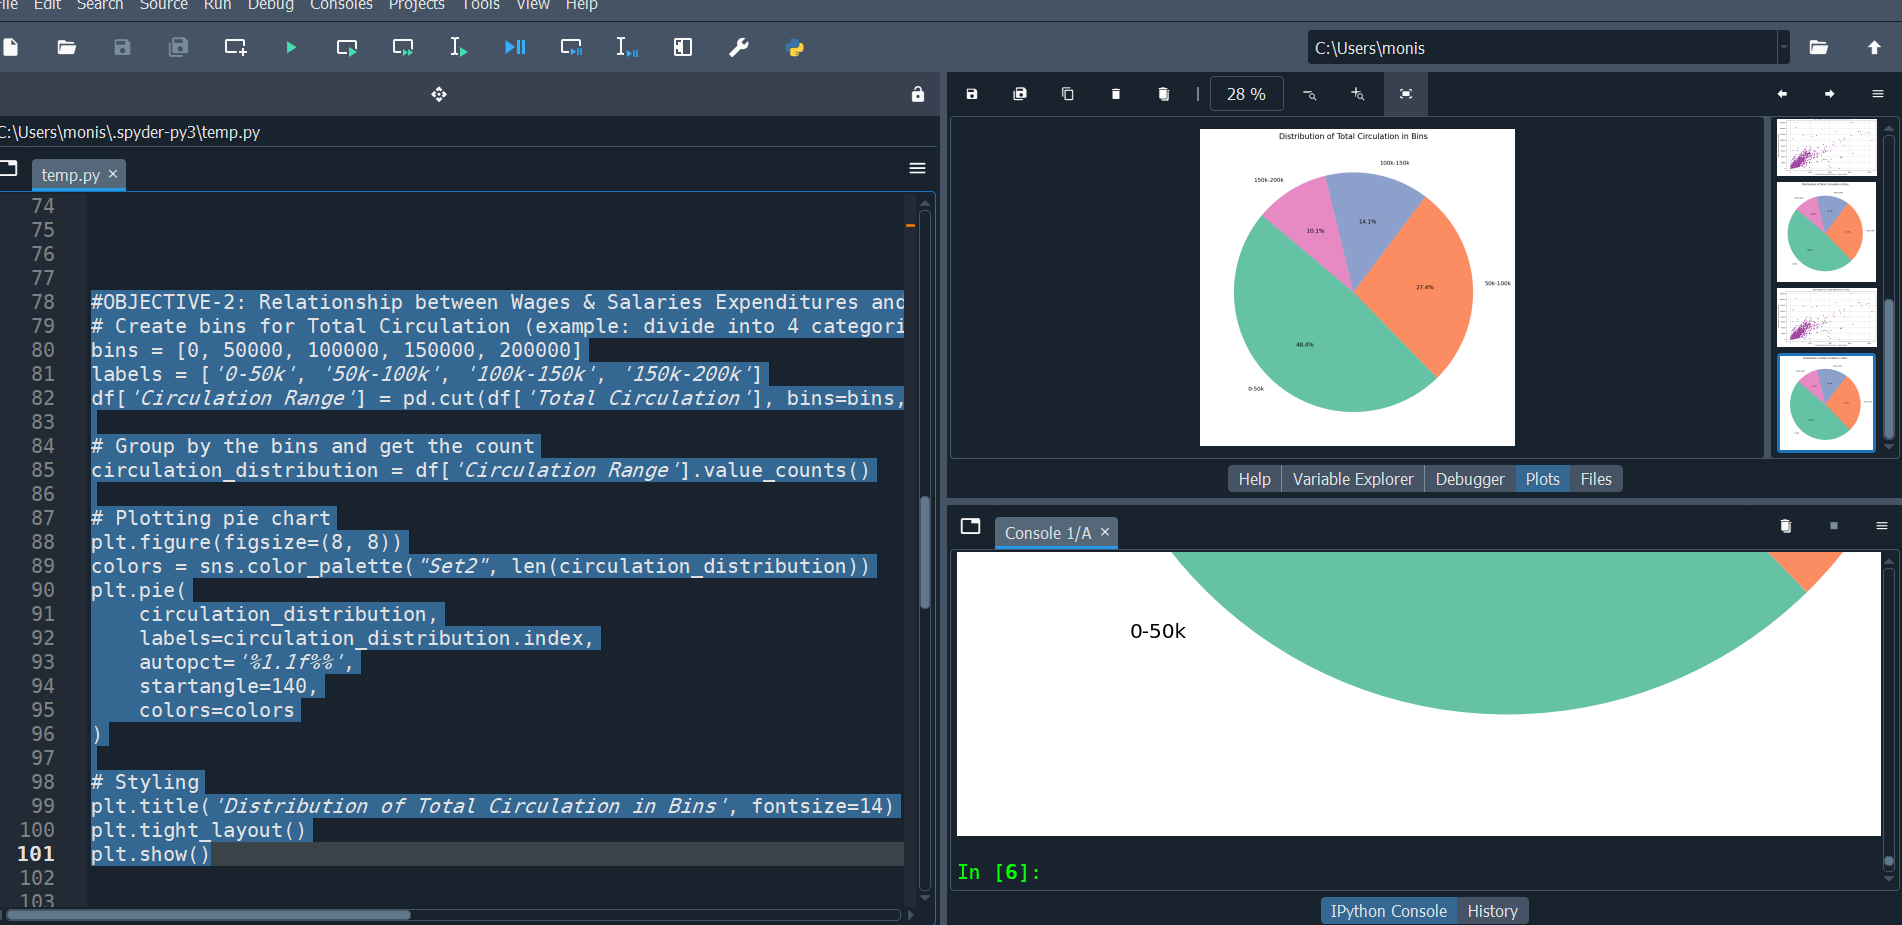 File Edit Search Source Run Debug Consoles Projects Tools View Help
C:\Users\monis
C:\Users\monis\.spyder-py3\temp.py
temp.py
74
75
76
77
78 #OBJECTIVE-2: Relationship between Wages & Salaries Expenditures and
79 # Create bins for Total Circulation (example: divide into 4 categori
80 bins = [0, 50000, 100000, 150000, 200000]
81 labels = ['0-50k', '50k-100k', '100k-150k', '150k-200k']
82 df['Circulation Range'] = pd.cut(df['Total Circulation'], bins=bins,
83
84 # Group by the bins and get the count
85 circulation_distribution = df['Circulation Range'].value_counts()
86
87 # Plotting pie chart
88 plt.figure(figsize=(8, 8))
89 colors = sns.color_palette("Set2", len(circulation_distribution))
90 plt.pie(
91     circulation_distribution,
92     labels=circulation_distribution.index,
93     autopct='%1.1f%%',
94     startangle=140,
95     colors=colors
96 )
97
98 # Styling
99 plt.title('Distribution of Total Circulation in Bins', fontsize=14)
100 plt.tight_layout()
101 plt.show()
102
103
28 %
Distribution of Total Circulation in Bins
100k-150k
150k-200k
14.1%
10.1%
50k-100k
27.4%
48.4%
0-50k
Help Variable Explorer Debugger Plots Files
Console 1/A
0-50k
In [6]:
IPython Console History